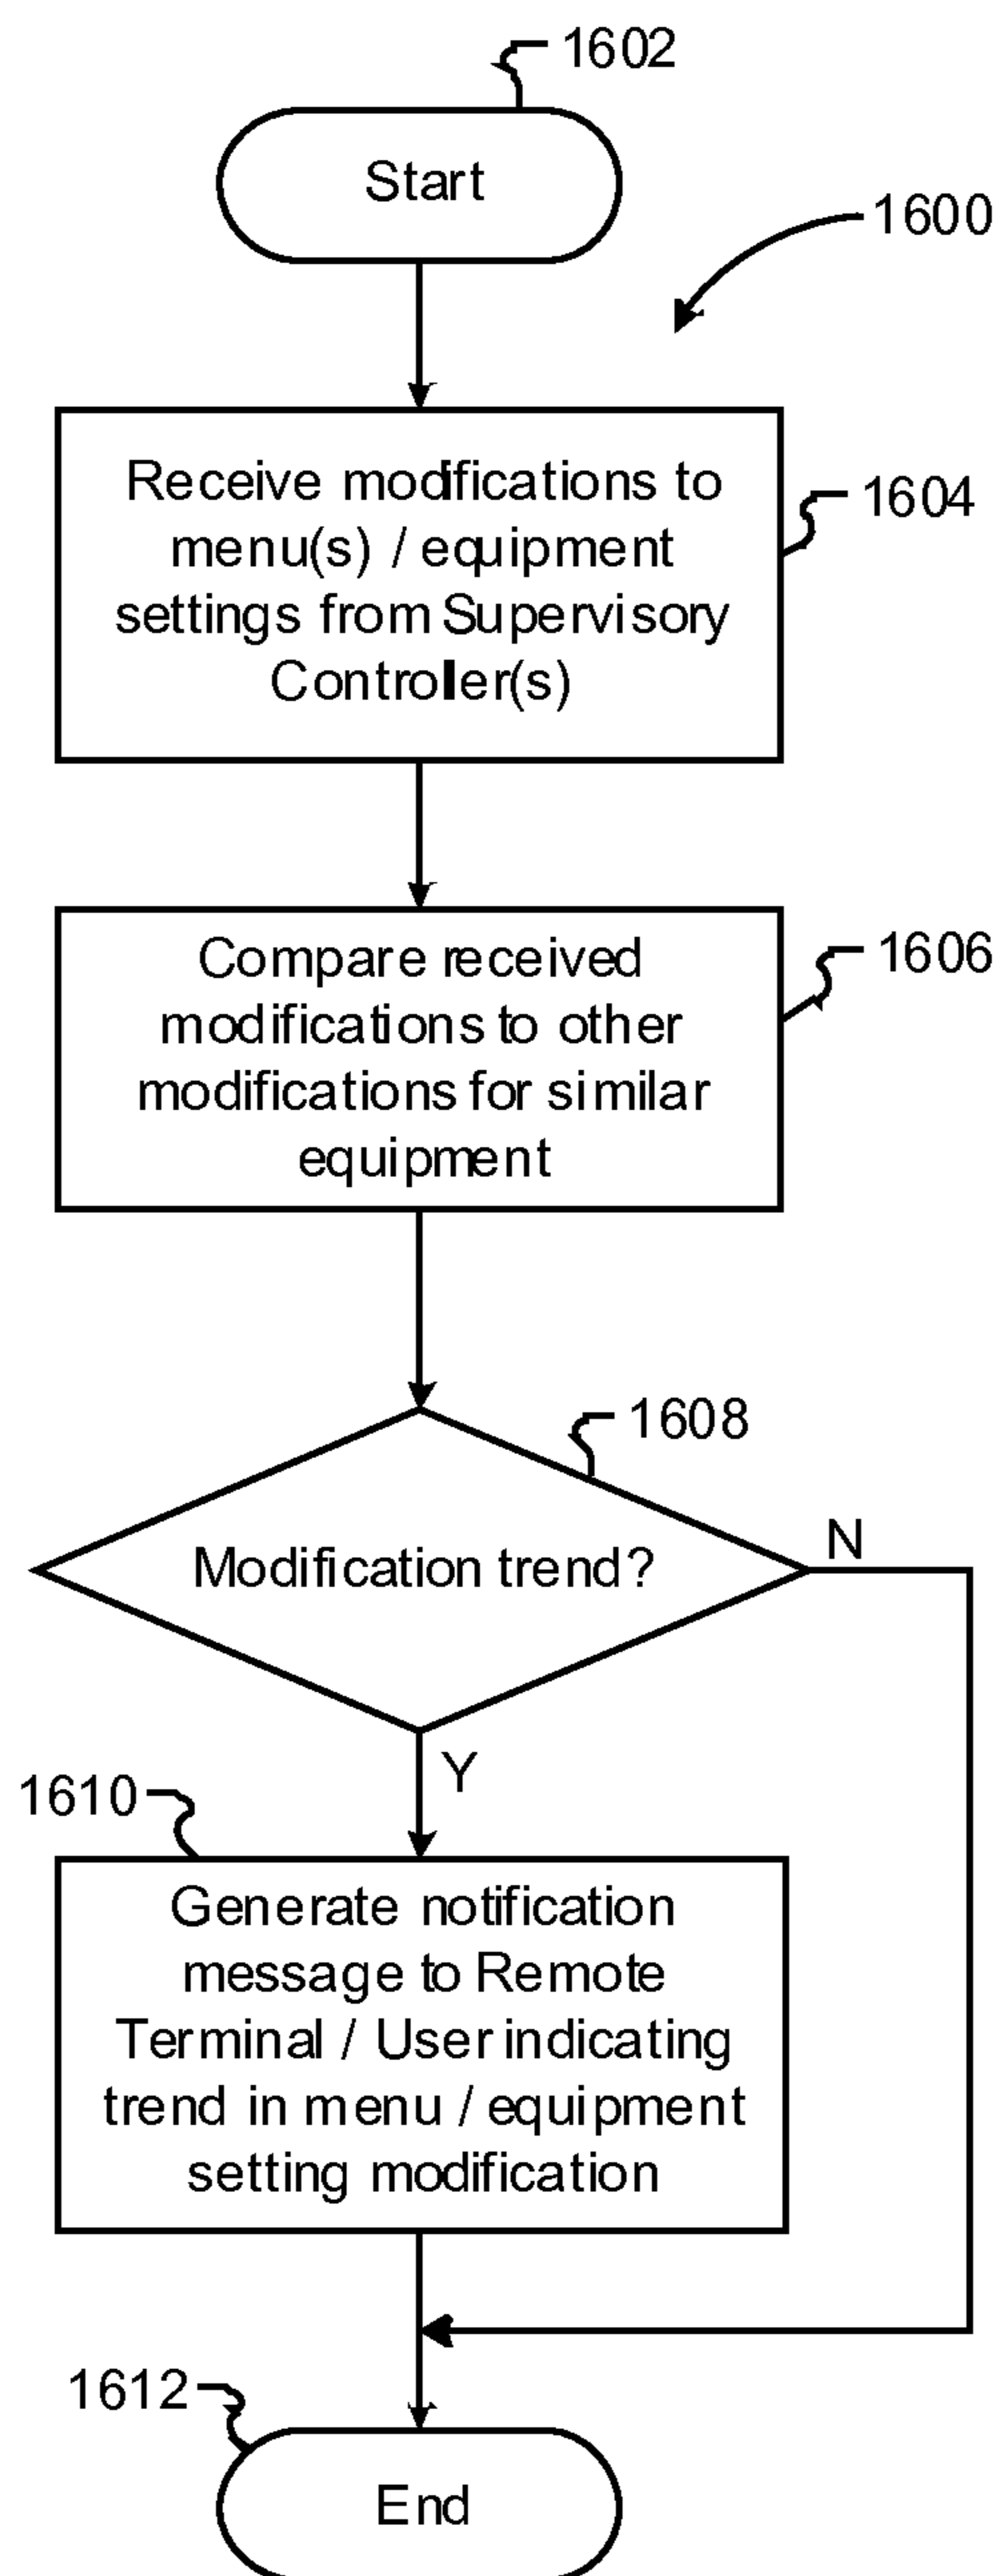 1602
Start
1600
Receive modifications to
menu(s) / equipment
settings from Supervisory
Controller(s)
1604
Compare received
modifications to other
modifications for similar
equipment
1606
1608
Modification trend?
N
Y
1610
Generate notification
message to Remote
Terminal / User indicating
trend in menu / equipment
setting modification
1612
End